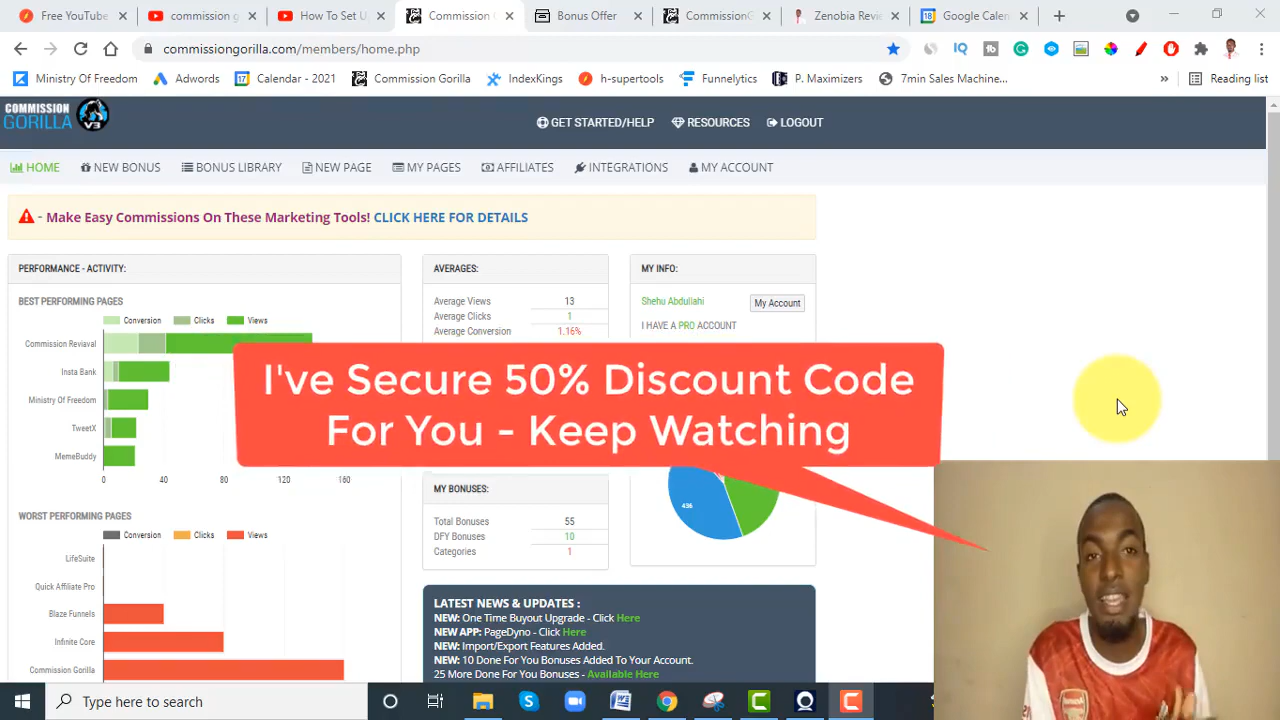 Free YouTube
commission g
How To Set U
Commission
Bonus Offer
CommissionG
Zenobia Revie
Google Calen
commissiongorilla.com/members/home.php
Ministry Of Freedom
Adwords
Calendar - 2021
Commission Gorilla
IndexKings
h-supertools
Funnelytics
P. Maximizers
7min Sales Machine...
Reading list
COMMISSION
GORILLA V3
GET STARTED/HELP
RESOURCES
LOGOUT
HOME
NEW BONUS
BONUS LIBRARY
NEW PAGE
MY PAGES
AFFILIATES
INTEGRATIONS
MY ACCOUNT
- Make Easy Commissions On These Marketing Tools! CLICK HERE FOR DETAILS
PERFORMANCE - ACTIVITY:
BEST PERFORMING PAGES
Conversion Clicks Views
Commission Reviaval
Insta Bank
Ministry Of Freedom
TweetX
MemeBuddy
0 40 80 120 160
WORST PERFORMING PAGES
Conversion Clicks Views
LifeSuite
Quick Affiliate Pro
Blaze Funnels
Infinite Core
Commission Gorilla
AVERAGES:
Average Views 13
Average Clicks 1
Average Conversion 1.16%
MY INFO:
Shehu Abdullahi
My Account
I HAVE A PRO ACCOUNT
I've Secure 50% Discount Code
For You - Keep Watching
436
MY BONUSES:
Total Bonuses 55
DFY Bonuses 10
Categories 1
LATEST NEWS & UPDATES :
NEW: One Time Buyout Upgrade - Click Here
NEW APP: PageDyno - Click Here
NEW: Import/Export Features Added.
NEW: 10 Done For You Bonuses Added To Your Account.
25 More Done For You Bonuses - Available Here
Type here to search